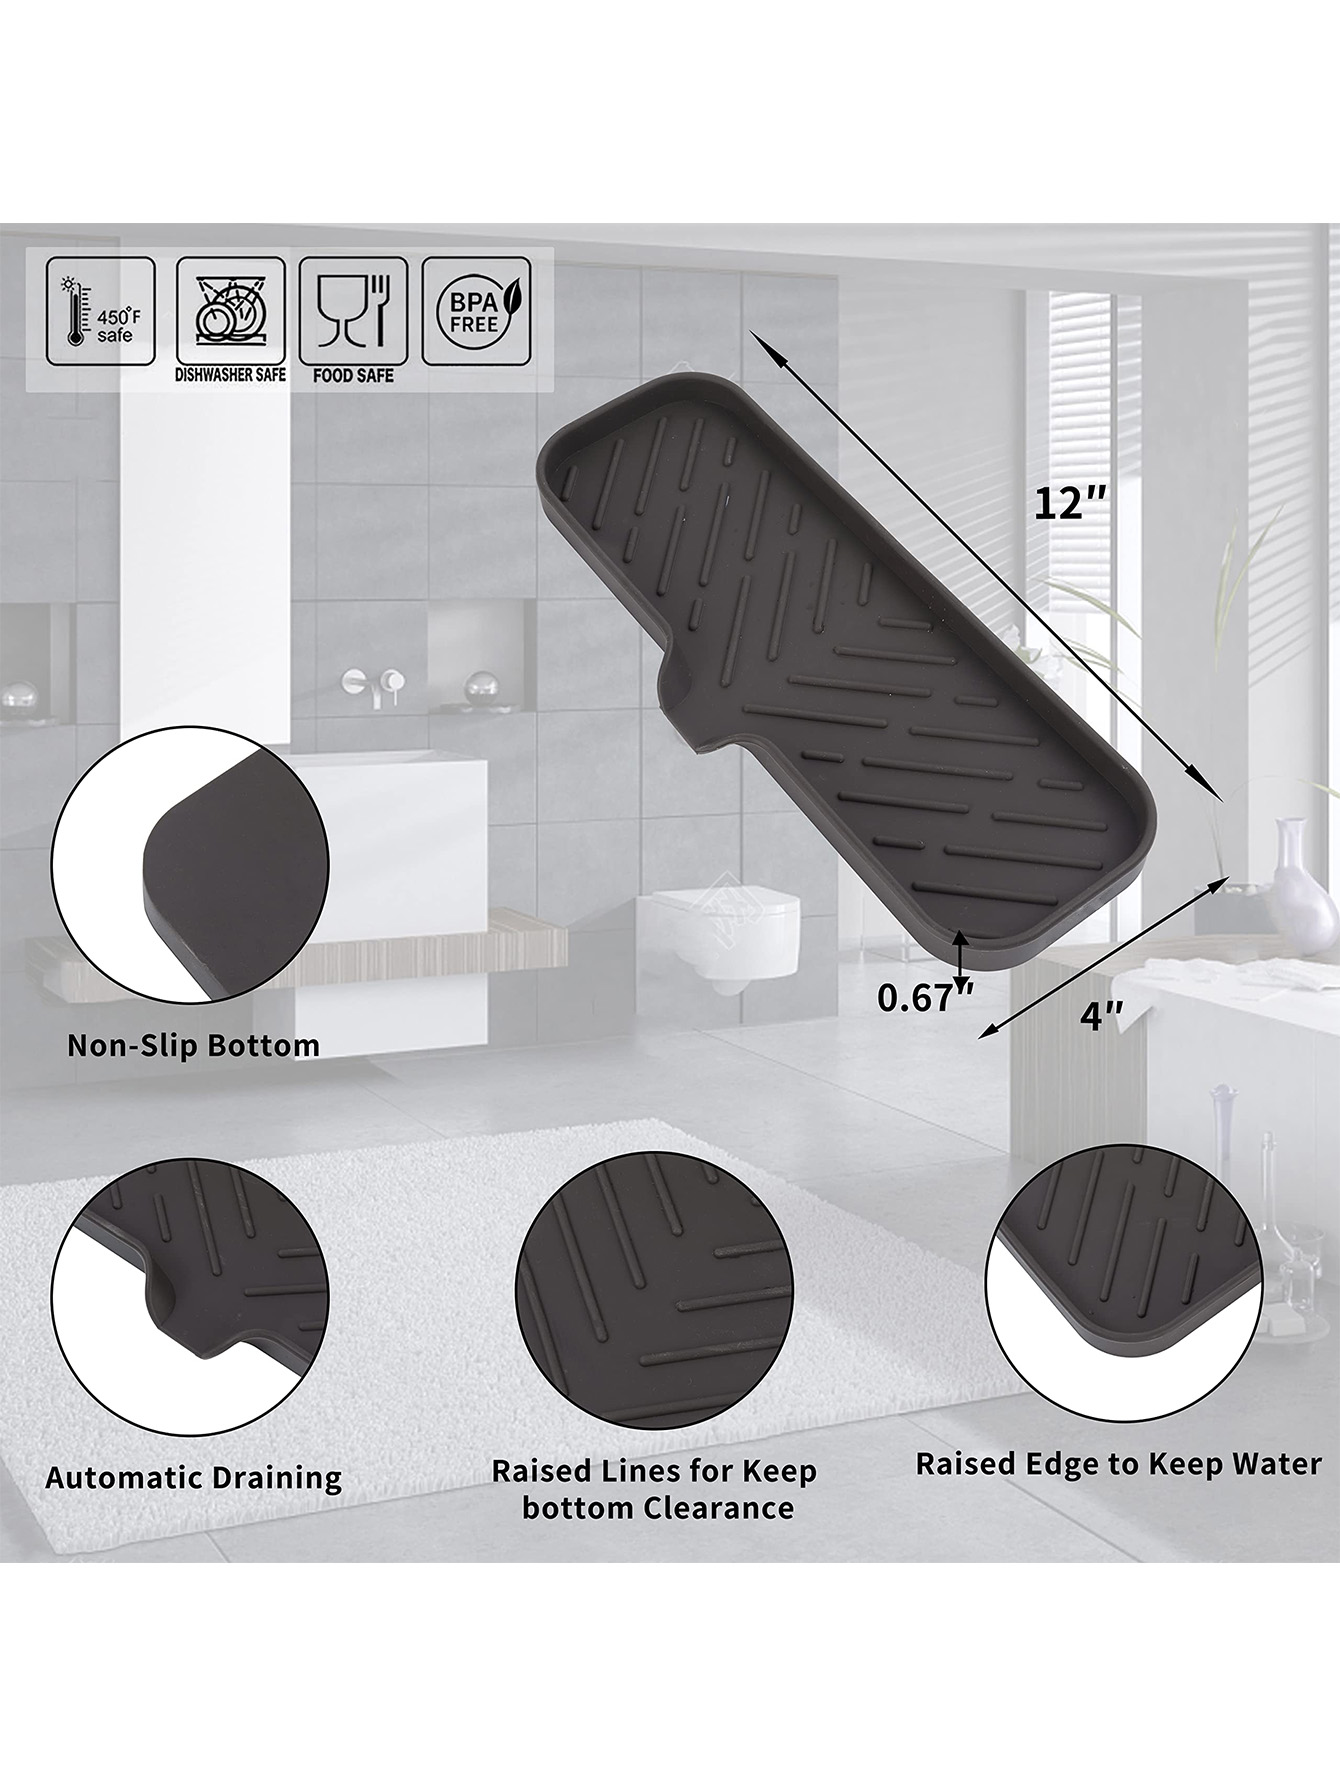 450°F
safe
DISHWASHER SAFE
FOOD SAFE
BPA
FREE
12"
0.67"
4"
Non-Slip Bottom
Automatic Draining
Raised Lines for Keep
bottom Clearance
Raised Edge to Keep Water